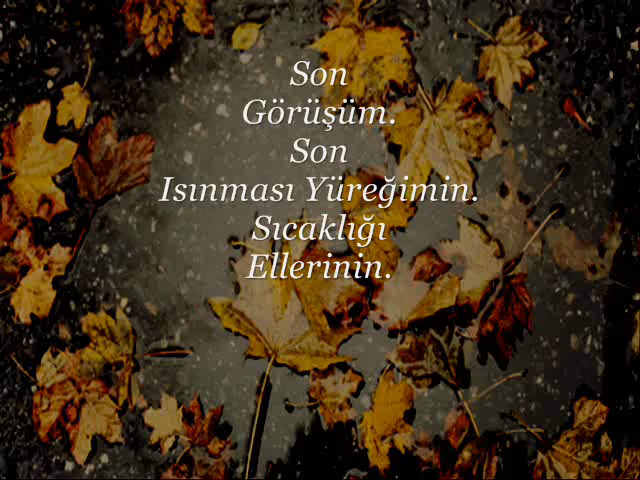 Son
Görüşüm.
Son
Isınması Yüreğimin.
Sıcaklığı
Ellerinin.